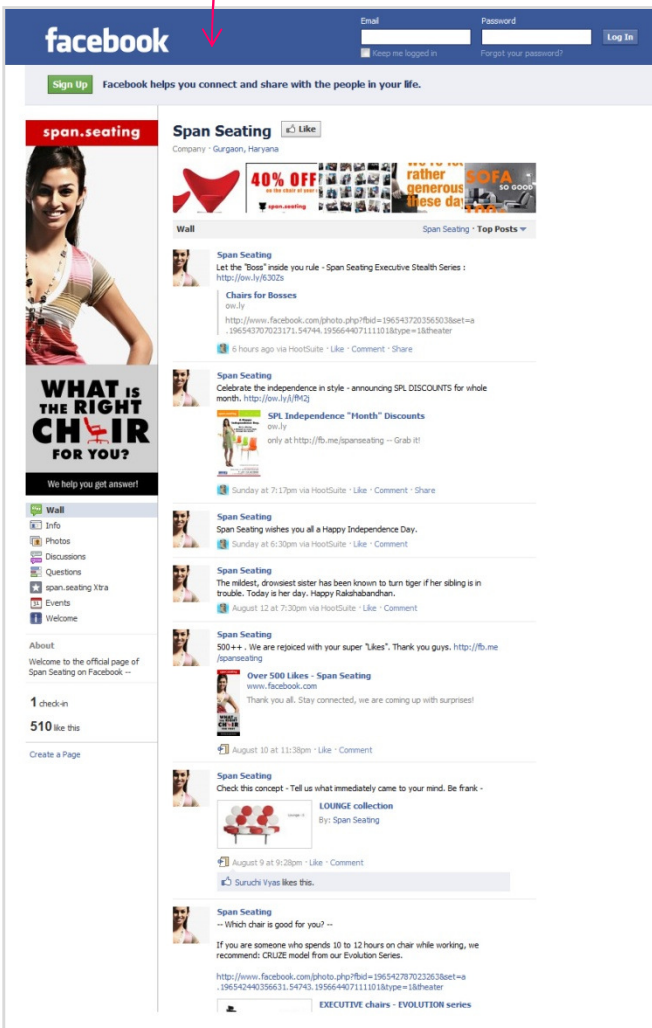 facebook
Email
Password
Log In
Keep me logged in
Forgot your password?
Sign Up
Facebook helps you connect and share with the people in your life.
span.seating
WHAT IS
THE RIGHT
CHAIR
FOR YOU?
We help you get answer!
Wall
Info
Photos
Discussions
Questions
span.seating Xtra
Events
Welcome
About
Welcome to the official page of
Span Seating on Facebook --
1 check-in
510 like this
Create a Page
Span Seating
Like
Company · Gurgaon, Haryana
40% OFF
span.seating
rather
generous
these day
SOFA
SO GOOD
Wall
Span Seating · Top Posts
Span Seating
Let the "Boss" inside you rule - Span Seating Executive Stealth Series :
http://ow.ly/630Zs
Chairs for Bosses
ow.ly
http://www.facebook.com/photo.php?fbid=196543720356503&set=a
.196543707023171.54744.195664407111101&type=1&theater
6 hours ago via HootSuite · Like · Comment · Share
Span Seating
Celebrate the independence in style - announcing SPL DISCOUNTS for whole
month. http://ow.ly/i/fM2j
SPL Independence "Month" Discounts
ow.ly
only at http://fb.me/spanseating -- Grab it!
Sunday at 7:17pm via HootSuite · Like · Comment · Share
Span Seating
Span Seating wishes you all a Happy Independence Day.
Sunday at 6:30pm via HootSuite · Like · Comment
Span Seating
The mildest, drowsiest sister has been known to turn tiger if her sibling is in
trouble. Today is her day. Happy Rakshabandhan.
August 12 at 7:30pm via HootSuite · Like · Comment
Span Seating
500++ . We are rejoiced with your super "Likes". Thank you guys. http://fb.me
/spanseating
Over 500 Likes - Span Seating
www.facebook.com
Thank you all. Stay connected, we are coming up with surprises!
August 10 at 11:38pm · Like · Comment
Span Seating
Check this concept - Tell us what immediately came to your mind. Be frank -
LOUNGE collection
By: Span Seating
August 9 at 9:28pm · Like · Comment
Suruchi Vyas likes this.
Span Seating
-- Which chair is good for you? --
If you are someone who spends 10 to 12 hours on chair while working, we
recommend: CRUZE model from our Evolution Series.
http://www.facebook.com/photo.php?fbid=196542787023263&set=a
.196542440356631.54743.195664407111101&type=1&theater
EXECUTIVE chairs - EVOLUTION series